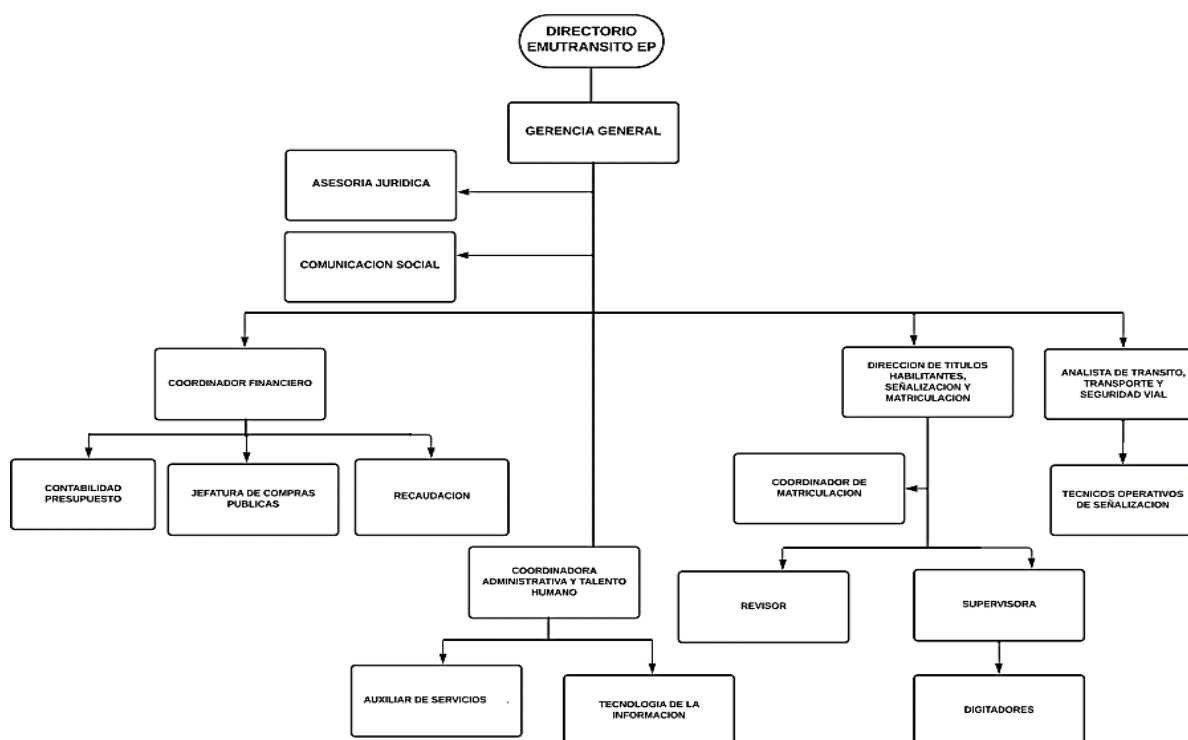 DIRECTORIO
EMUTRANSITO EP
GERENCIA GENERAL
ASESORIA JURIDICA
COMUNICACION SOCIAL
COORDINADOR FINANCIERO
DIRECCION DE TITULOS
HABILITANTES,
SEÑALIZACION Y
MATRICULACION
ANALISTA DE TRANSITO,
TRANSPORTE Y
SEGURIDAD VIAL
CONTABILIDAD
PRESUPUESTO
JEFATURA DE COMPRAS
PUBLICAS
RECAUDACION
COORDINADOR DE
MATRICULACION
TECNICOS OPERATIVOS
DE SEÑALIZACION
COORDINADORA
ADMINISTRATIVA Y TALENTO
HUMANO
REVISOR
SUPERVISORA
AUXILIAR DE SERVICIOS .
TECNOLOGIA DE LA
INFORMACION
DIGITADORES